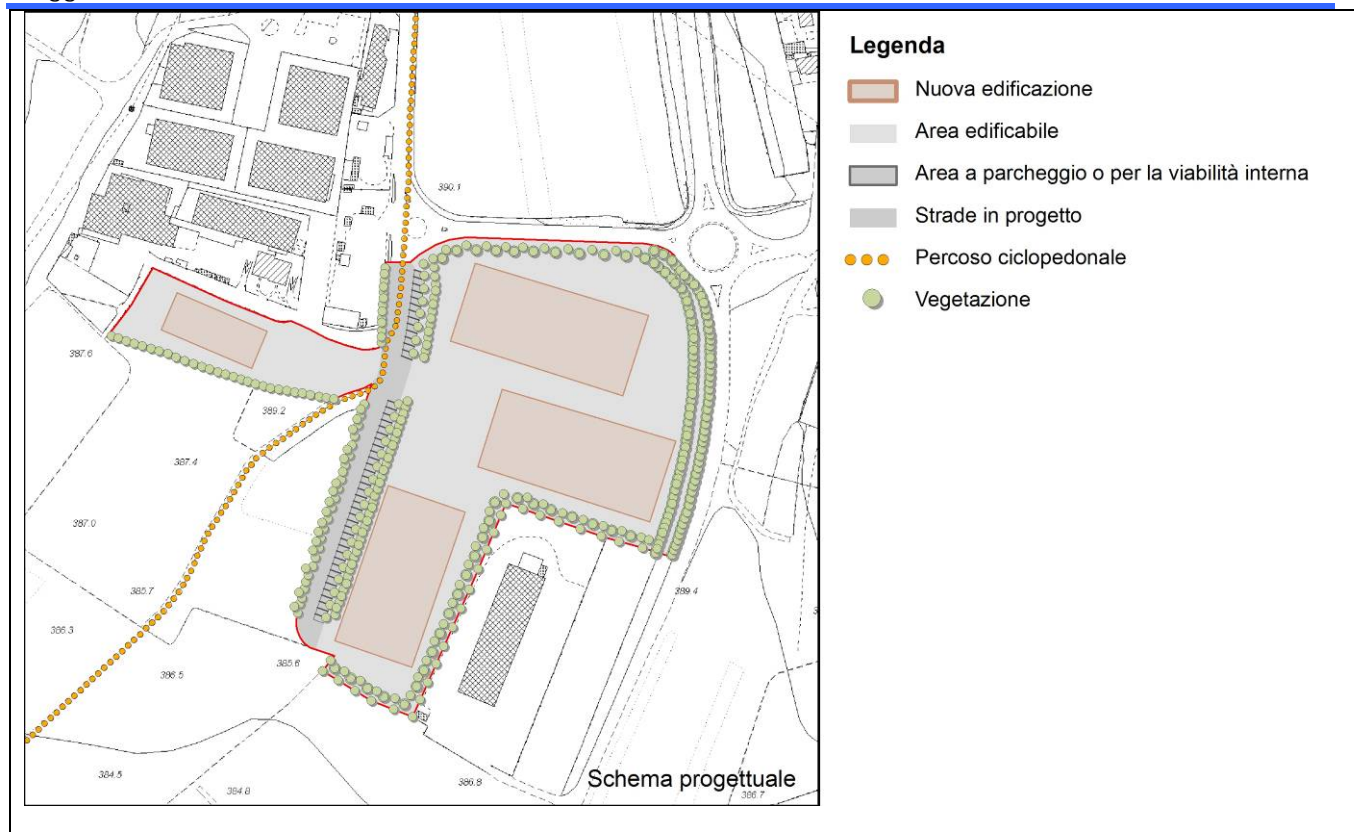 Legenda
Nuova edificazione
Area edificabile
Area a parcheggio o per la viabilità interna
Strade in progetto
Percoso ciclopedonale
Vegetazione
390.1
387.6
389.2
387.4
387.0
385.7
389.4
386.3
385.6
386.5
384.5
384.8
386.8
386.7
Schema progettuale